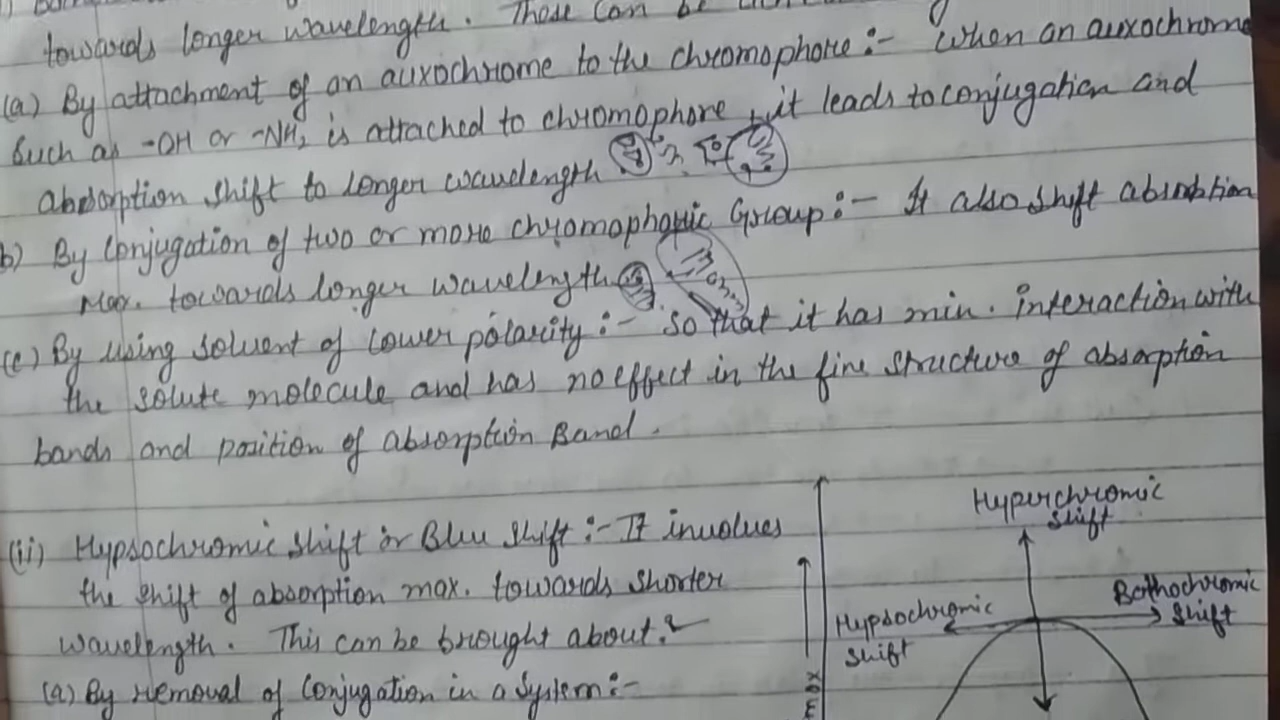 towards longer wavelength. These can be
(a) By attachment of an auxochrome to the chromophore :- When an auxochrome
Such as -OH or -NH₂ is attached to chromophore, it leads to conjugation and
absorption shift to longer wavelength.
b) By Conjugation of two or more chromophoric Group :- It also shift absorbtion
Max. towards longer wavelength
(c) By using solvent of lower polarity :- So that it has min. interaction with
the solute molecule and has no effect in the fine structure of absorption
bands and position of absorption Band.
(ii) Hypsochromic shift or Blue shift :- It involves
the shift of absorption max. towards shorter
wavelength. This can be brought about :-
(a) By removal of Conjugation in a System :-
Hyperchromic
shift
Bathochromic
shift
Hypsochromic
shift
max